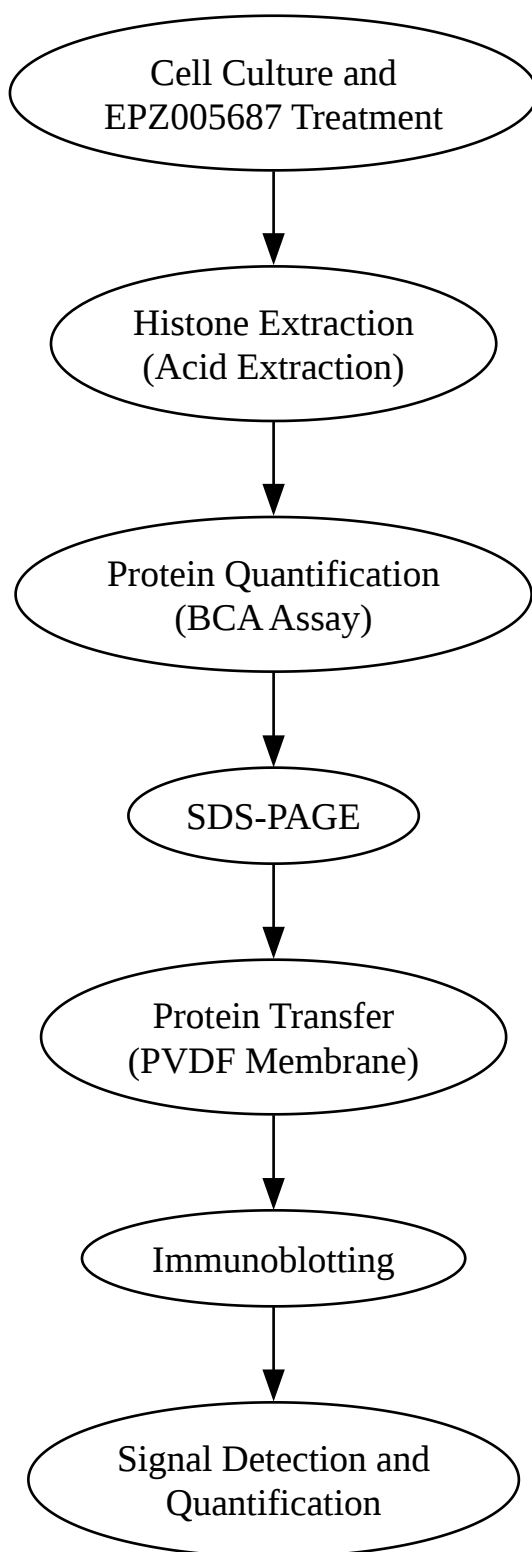 Cell Culture and
EPZ005687 Treatment
Histone Extraction
(Acid Extraction)
Protein Quantification
(BCA Assay)
SDS-PAGE
Protein Transfer
(PVDF Membrane)
Immunoblotting
Signal Detection and
Quantification